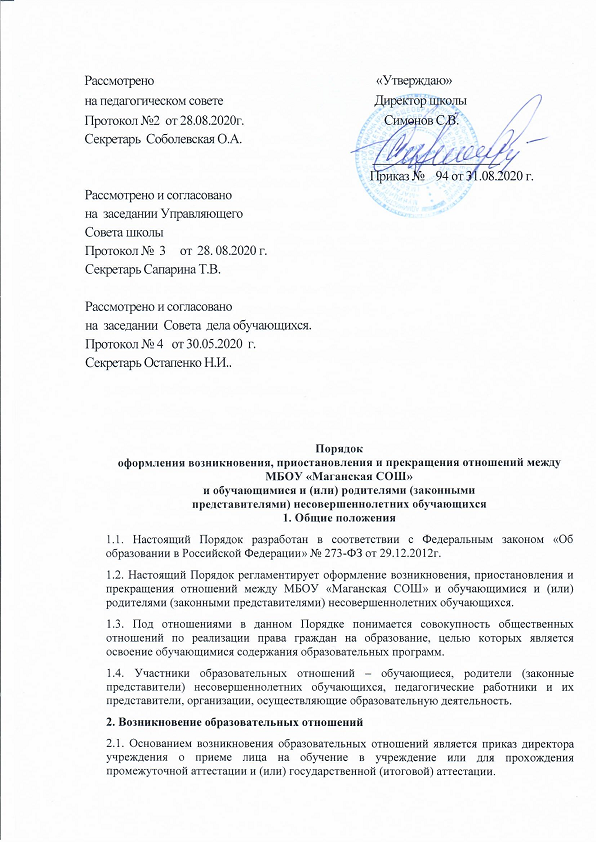 Рассмотрено «Утверждаю»
на педагогическом совете Директор школы
Протокол №2 от 28.08.2020г. Симонов С.В.
Секретарь Соболевская О.А.
Приказ № 94 от 31.08.2020 г.
Рассмотрено и согласовано
на заседании Управляющего
Совета школы
Протокол № 3 от 28. 08.2020 г.
Секретарь Сапарина Т.В.
Рассмотрено и согласовано
на заседании Совета дела обучающихся.
Протокол № 4 от 30.05.2020 г.
Секретарь Остапенко Н.И..
Порядок
оформления возникновения, приостановления и прекращения отношений между
МБОУ «Маганская СОШ»
и обучающимися и (или) родителями (законными
представителями) несовершеннолетних обучающихся
1. Общие положения
1.1. Настоящий Порядок разработан в соответствии с Федеральным законом «Об
образовании в Российской Федерации» № 273-ФЗ от 29.12.2012г.
1.2. Настоящий Порядок регламентирует оформление возникновения, приостановления и
прекращения отношений между МБОУ «Маганская СОШ» и обучающимися и (или)
родителями (законными представителями) несовершеннолетних обучающихся.
1.3. Под отношениями в данном Порядке понимается совокупность общественных
отношений по реализации права граждан на образование, целью которых является
освоение обучающимися содержания образовательных программ.
1.4. Участники образовательных отношений – обучающиеся, родители (законные
представители) несовершеннолетних обучающихся, педагогические работники и их
представители, организации, осуществляющие образовательную деятельность.
2. Возникновение образовательных отношений
2.1. Основанием возникновения образовательных отношений является приказ директора
учреждения о приеме лица на обучение в учреждение или для прохождения
промежуточной аттестации и (или) государственной (итоговой) аттестации.